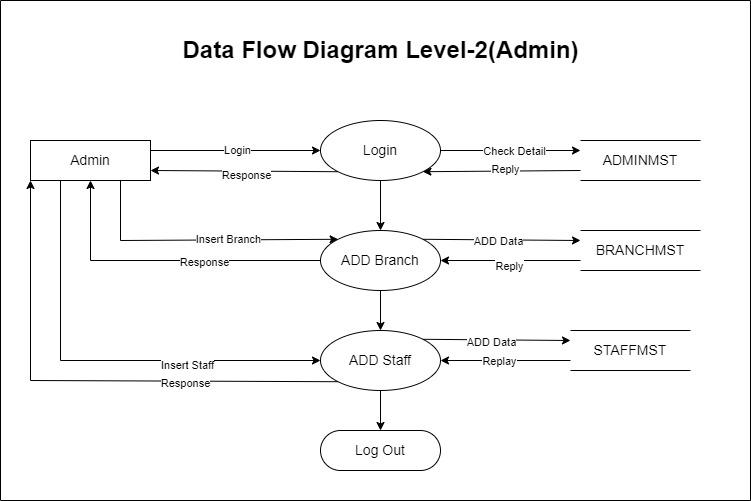 Data Flow Diagram Level-2(Admin)
Admin
Login
Login
Check Detail
ADMINMST
Response
Reply
Insert Branch
ADD Branch
ADD Data
BRANCHMST
Response
Reply
Insert Staff
ADD Staff
ADD Data
STAFFMST
Response
Replay
Log Out